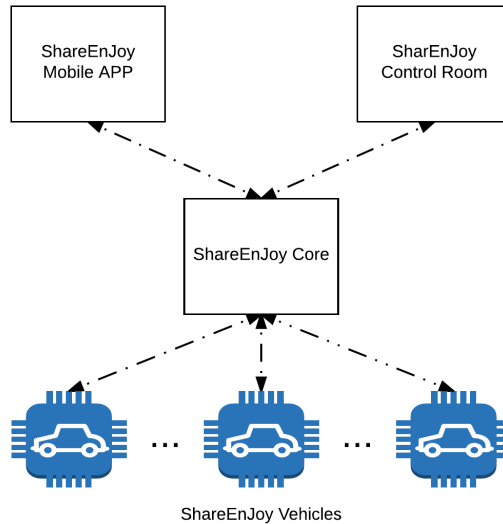 ShareEnJoy
Mobile APP
SharEnJoy
Control Room
ShareEnJoy Core
... ...
ShareEnJoy Vehicles